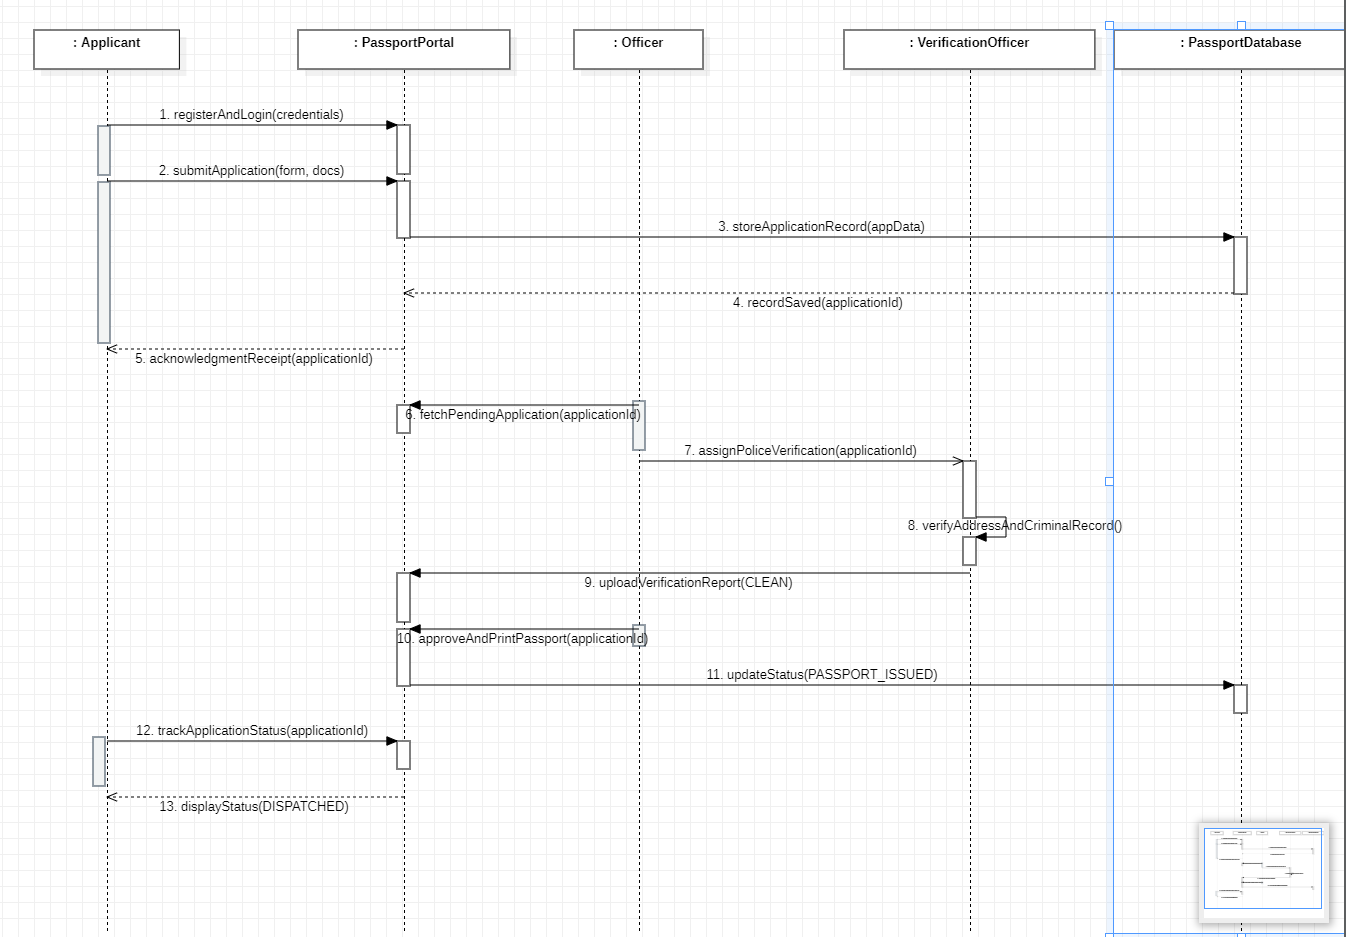 : Applicant
: PassportPortal
: Officer
: VerificationOfficer
: PassportDatabase
1. registerAndLogin(credentials)
2. submitApplication(form, docs)
3. storeApplicationRecord(appData)
4. recordSaved(applicationId)
5. acknowledgmentReceipt(applicationId)
6. fetchPendingApplication(applicationId)
7. assignPoliceVerification(applicationId)
8. verifyAddressAndCriminalRecord()
9. uploadVerificationReport(CLEAN)
10. approveAndPrintPassport(applicationId)
11. updateStatus(PASSPORT_ISSUED)
12. trackApplicationStatus(applicationId)
13. displayStatus(DISPATCHED)